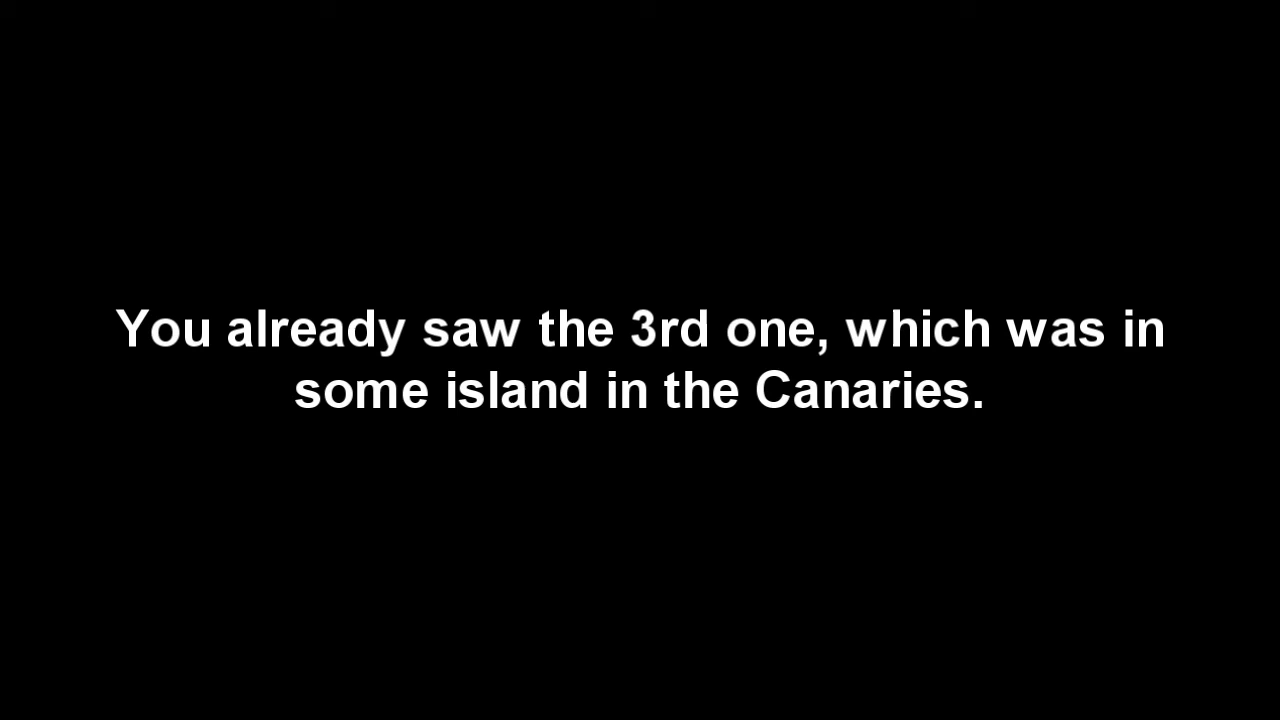 You already saw the 3rd one, which was in
some island in the Canaries.